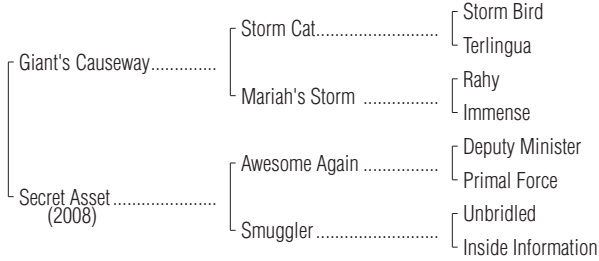 Storm Bird
Storm Cat..........................
Terlingua
Giant's Causeway..............
Rahy
Mariah's Storm ................
Immense
Deputy Minister
Awesome Again ................
Primal Force
Secret Asset......................
(2008)
Unbridled
Smuggler..........................
Inside Information